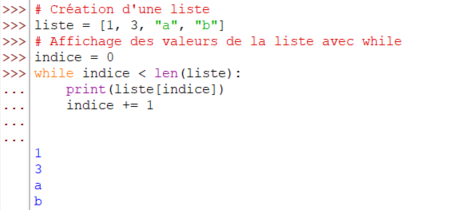 >>> # Création d'une liste
>>> liste = [1, 3, "a", "b"]
>>> # Affichage des valeurs de la liste avec while
>>> indice = 0
>>> while indice < len(liste):
...     print(liste[indice])
...     indice += 1
...
...
1
3
a
b